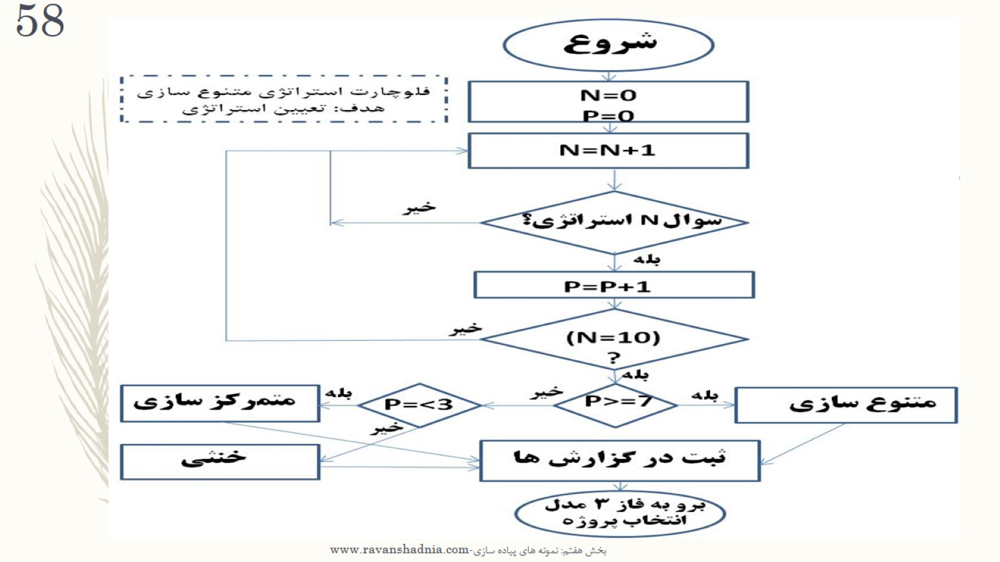 58
شروع
فلوچارت استراتژی متنوع سازی
هدف: تعیین استراتژی
N=0
P=0
N=N+1
سوال N استراتژی؟
خیر
بله
P=P+1
(N=10)
?
خیر
بله
P>=7
بله
متنوع سازی
خیر
P=<3
بله
متمرکز سازی
خیر
خنثی
ثبت در گزارش ها
برو به فاز ۳ مدل
انتخاب پروژه
بخش هفتم: نمونه های پیاده سازی-www.ravanshadnia.com